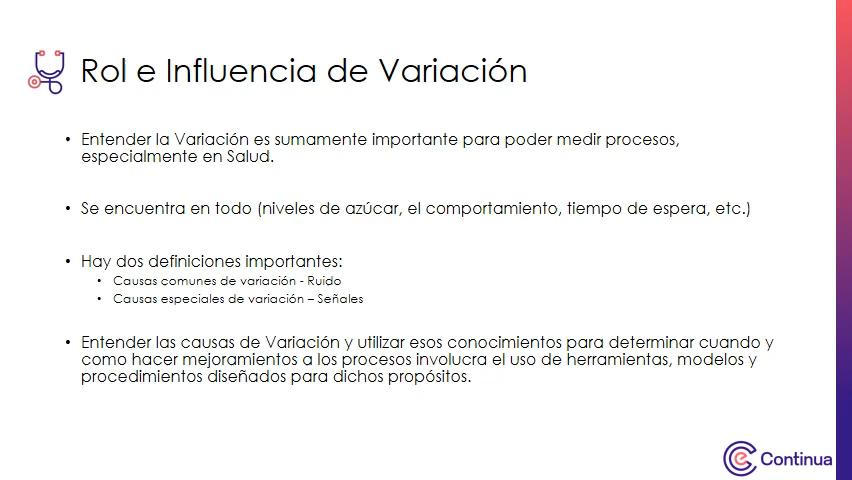 Rol e Influencia de Variación
• Entender la Variación es sumamente importante para poder medir procesos,
especialmente en Salud.
• Se encuentra en todo (niveles de azúcar, el comportamiento, tiempo de espera, etc.)
• Hay dos definiciones importantes:
• Causas comunes de variación - Ruido
• Causas especiales de variación – Señales
• Entender las causas de Variación y utilizar esos conocimientos para determinar cuando y
como hacer mejoramientos a los procesos involucra el uso de herramientas, modelos y
procedimientos diseñados para dichos propósitos.
Continua